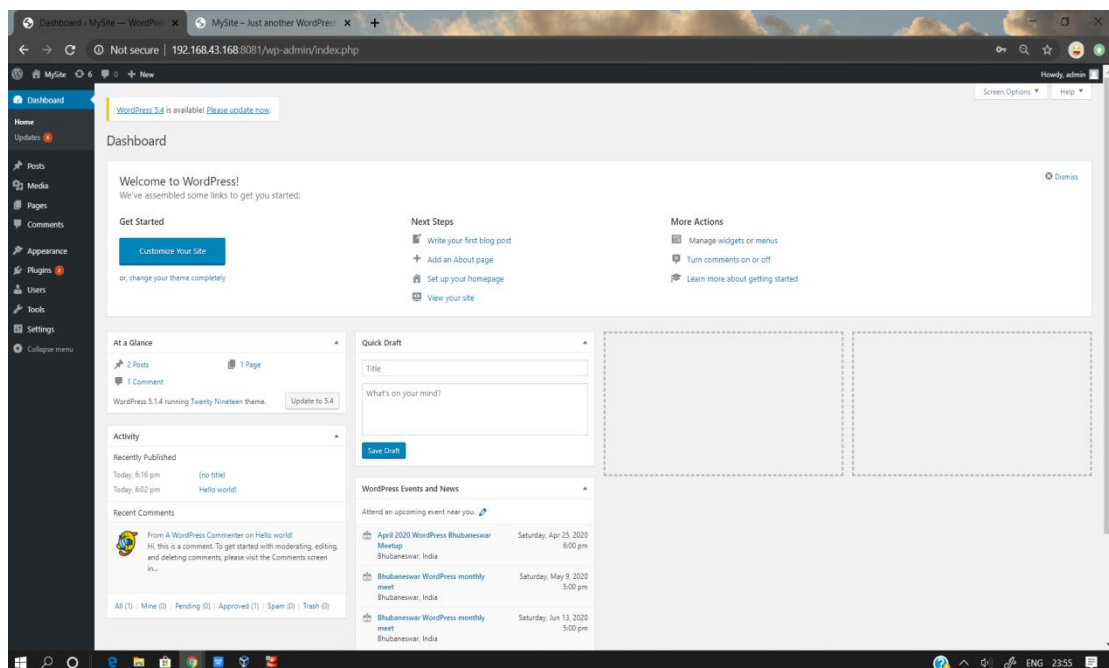 Dashboard ‹ MySite — WordPre
MySite – Just another WordPress
Not secure | 192.168.43.168:8081/wp-admin/index.php
MySite 6 0 + New
Howdy, admin
Dashboard
Home
Updates 6
Posts
Media
Pages
Comments
Appearance
Plugins
Users
Tools
Settings
Collapse menu
Screen Options
Help
WordPress 5.4 is available! Please update now.
Dashboard
Welcome to WordPress!
We've assembled some links to get you started:
Dismiss
Get Started
Customize Your Site
or, change your theme completely
Next Steps
Write your first blog post
Add an About page
Set up your homepage
View your site
More Actions
Manage widgets or menus
Turn comments on or off
Learn more about getting started
At a Glance
2 Posts
1 Page
1 Comment
WordPress 5.1.4 running Twenty Nineteen theme.
Update to 5.4
Activity
Recently Published
Today, 6:16 pm (no title)
Today, 6:02 pm Hello world!
Recent Comments
From A WordPress Commenter on Hello world!
Hi, this is a comment. To get started with moderating, editing,
and deleting comments, please visit the Comments screen
in...
All (1) | Mine (0) | Pending (0) | Approved (1) | Spam (0) | Trash (0)
Quick Draft
Title
What's on your mind?
Save Draft
WordPress Events and News
Attend an upcoming event near you.
April 2020 WordPress Bhubaneswar
Meetup
Bhubaneswar, India
Saturday, Apr 25, 2020
6:00 pm
Bhubaneswar WordPress monthly
meet
Bhubaneswar, India
Saturday, May 9, 2020
5:00 pm
Bhubaneswar WordPress monthly
meet
Bhubaneswar, India
Saturday, Jun 13, 2020
5:00 pm
ENG 23:55